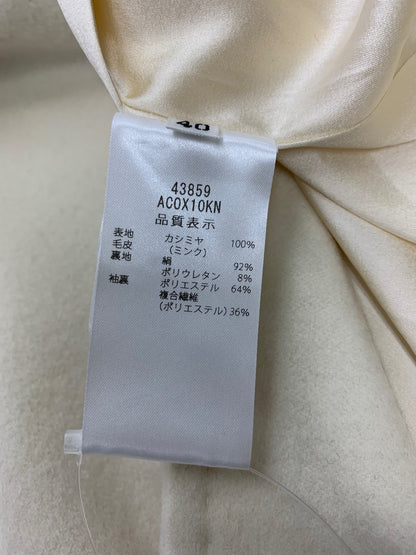 40
43859
ACOX10KN
品質表示
表地 カシミヤ 100%
毛皮 (ミンク)
裏地 絹 92%
ポリウレタン 8%
袖裏 ポリエステル 64%
複合繊維
(ポリエステル) 36%